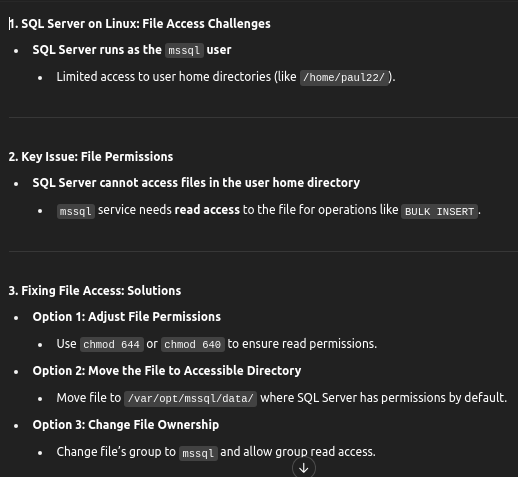 1. SQL Server on Linux: File Access Challenges
• SQL Server runs as the mssql user
• Limited access to user home directories (like /home/paul22/).
2. Key Issue: File Permissions
• SQL Server cannot access files in the user home directory
• mssql service needs read access to the file for operations like BULK INSERT.
3. Fixing File Access: Solutions
• Option 1: Adjust File Permissions
• Use chmod 644 or chmod 640 to ensure read permissions.
• Option 2: Move the File to Accessible Directory
• Move file to /var/opt/mssql/data/ where SQL Server has permissions by default.
• Option 3: Change File Ownership
• Change file's group to mssql and allow group read access.